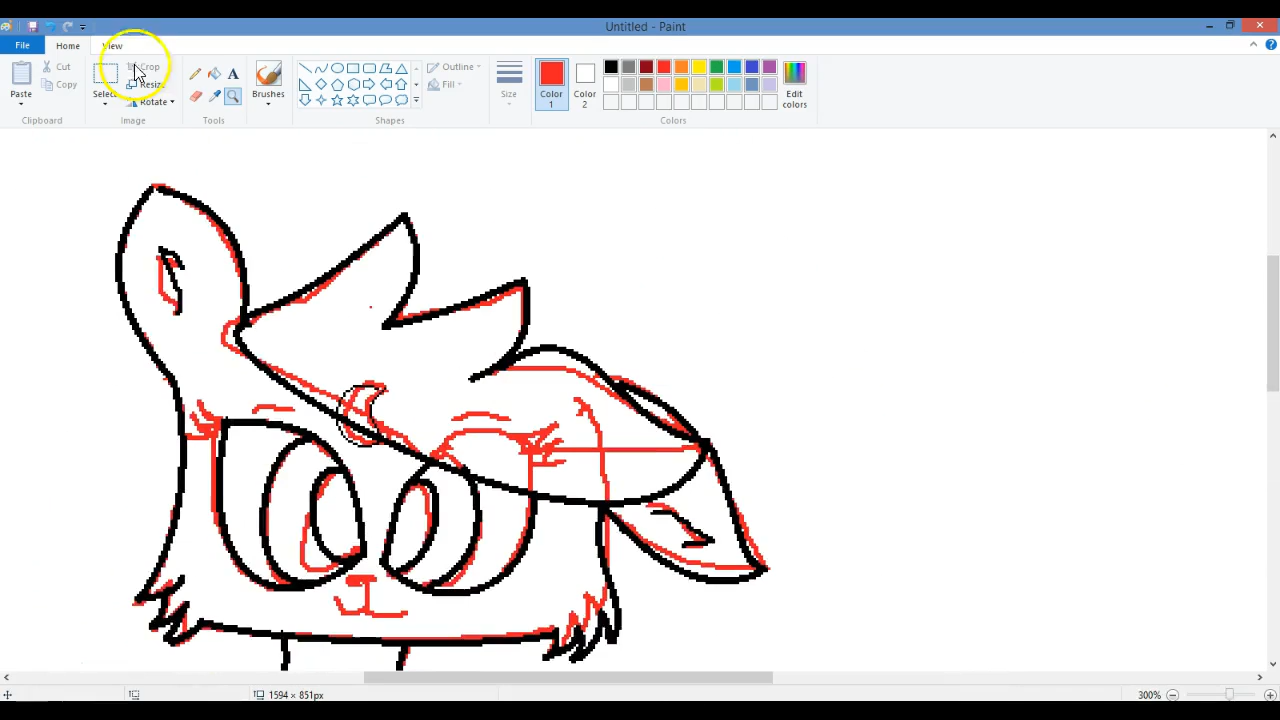 Untitled - Paint
File Home View
Paste
Cut
Copy
Clipboard
Select
Crop
Resize
Rotate
Image
A
Tools
Brushes
Outline
Fill
Shapes
Size
Color 1
Color 2
Edit colors
Colors
1594 × 851px
300%